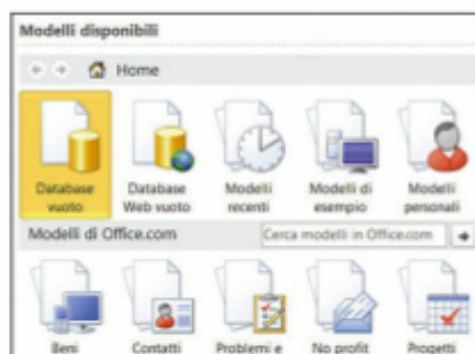 Modelli disponibili
Home
Database vuoto
Database Web vuoto
Modelli recenti
Modelli di esempio
Modelli personali
Modelli di Office.com
Cerca modelli in Office.com
Beni
Contatti
Problemi e
No profit
Progetti